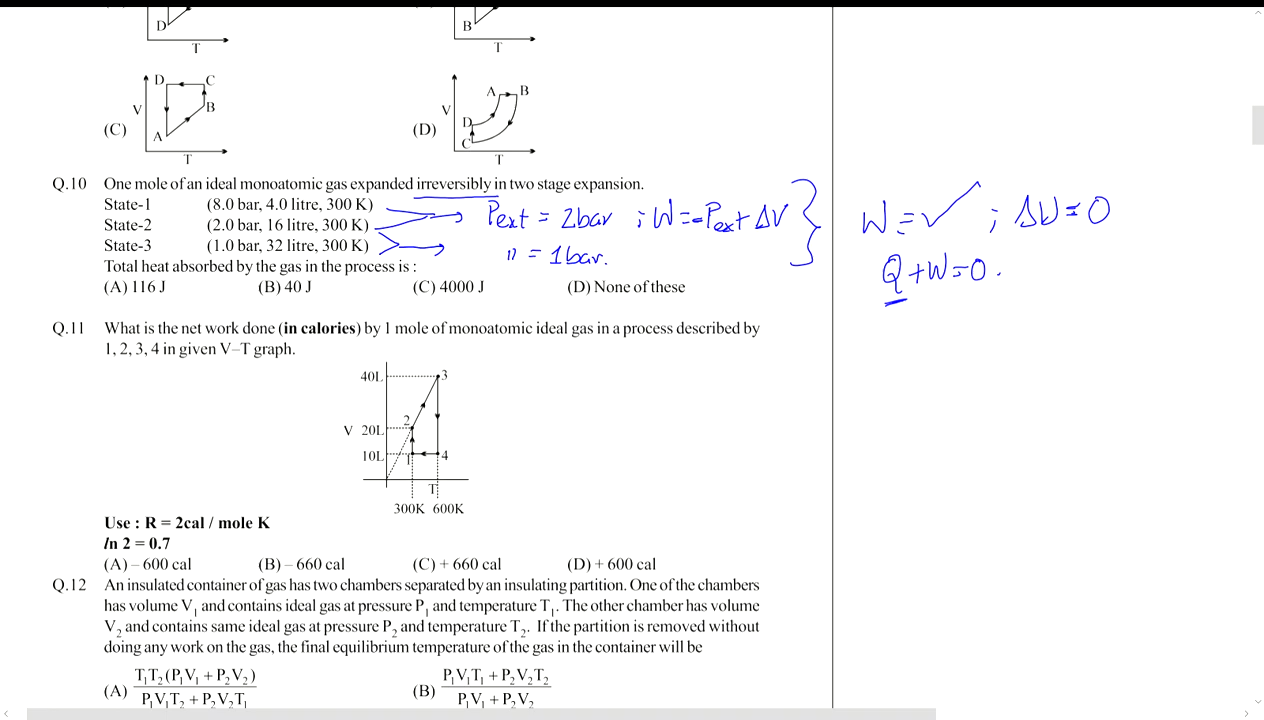 D B
T T
D C A B
V B V D
(C) A (D) C
T T
Q.10 One mole of an ideal monoatomic gas expanded irreversibly in two stage expansion.
State-1 (8.0 bar, 4.0 litre, 300 K)
State-2 (2.0 bar, 16 litre, 300 K) Pext = 2bar ; W = -Pext ΔV } W = ✓ ; ΔU = 0
State-3 (1.0 bar, 32 litre, 300 K) " = 1bar. Q + W = 0.
Total heat absorbed by the gas in the process is :
(A) 116 J (B) 40 J (C) 4000 J (D) None of these
Q.11 What is the net work done (in calories) by 1 mole of monoatomic ideal gas in a process described by
1, 2, 3, 4 in given V–T graph.
40L 3
2
V 20L
10L 1 4
T
300K 600K
Use : R = 2cal / mole K
ln 2 = 0.7
(A) – 600 cal (B) – 660 cal (C) + 660 cal (D) + 600 cal
Q.12 An insulated container of gas has two chambers separated by an insulating partition. One of the chambers
has volume V₁ and contains ideal gas at pressure P₁ and temperature T₁. The other chamber has volume
V₂ and contains same ideal gas at pressure P₂ and temperature T₂. If the partition is removed without
doing any work on the gas, the final equilibrium temperature of the gas in the container will be
(A) T₁T₂(P₁V₁ + P₂V₂) / P₁V₁T₂ + P₂V₂T₁ (B) P₁V₁T₁ + P₂V₂T₂ / P₁V₁ + P₂V₂